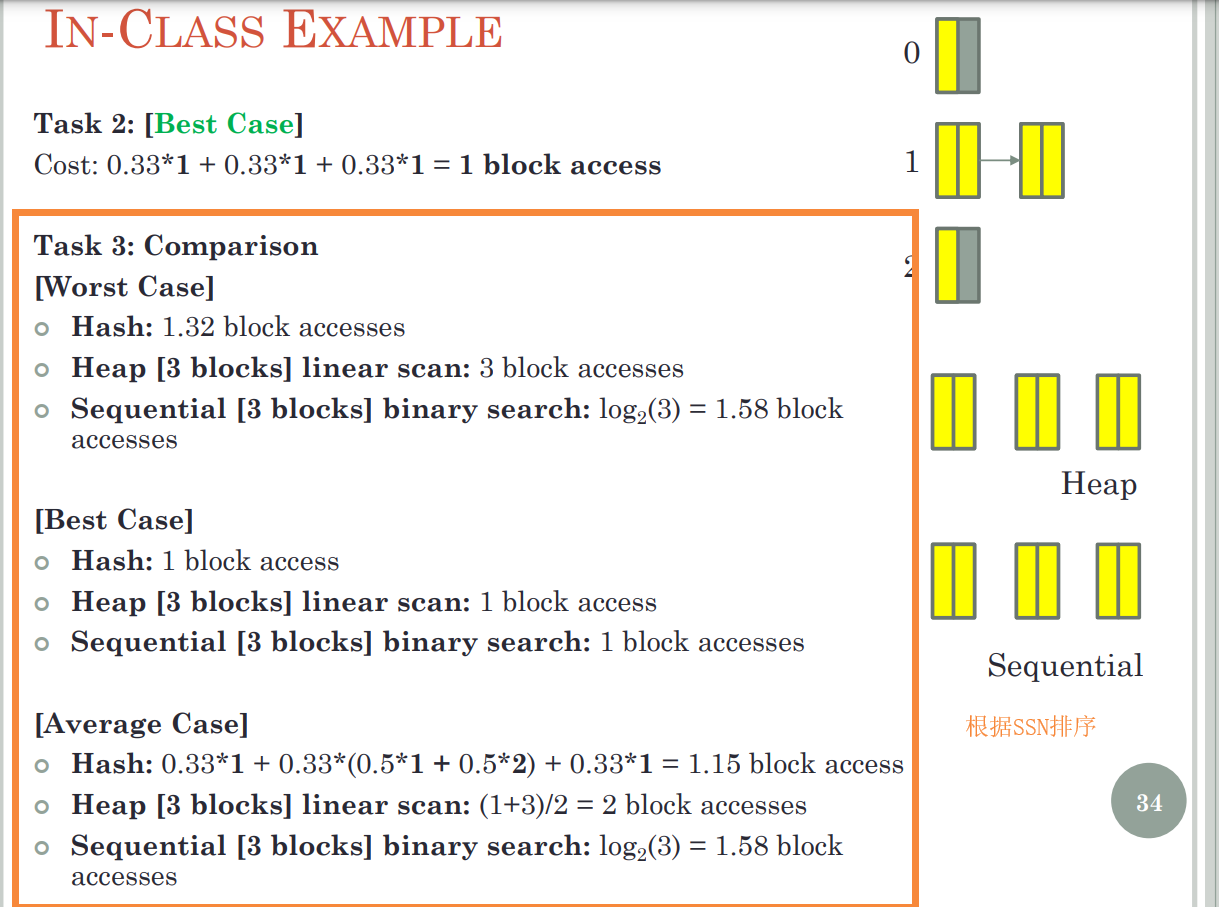 IN-CLASS EXAMPLE
Task 2: [Best Case]
Cost: 0.33*1 + 0.33*1 + 0.33*1 = 1 block access
Task 3: Comparison
[Worst Case]
Hash: 1.32 block accesses
Heap [3 blocks] linear scan: 3 block accesses
Sequential [3 blocks] binary search: log₂(3) = 1.58 block
accesses
[Best Case]
Hash: 1 block access
Heap [3 blocks] linear scan: 1 block access
Sequential [3 blocks] binary search: 1 block accesses
[Average Case]
Hash: 0.33*1 + 0.33*(0.5*1 + 0.5*2) + 0.33*1 = 1.15 block access
Heap [3 blocks] linear scan: (1+3)/2 = 2 block accesses
Sequential [3 blocks] binary search: log₂(3) = 1.58 block
accesses
0
1
2
Heap
Sequential
根据SSN排序
34